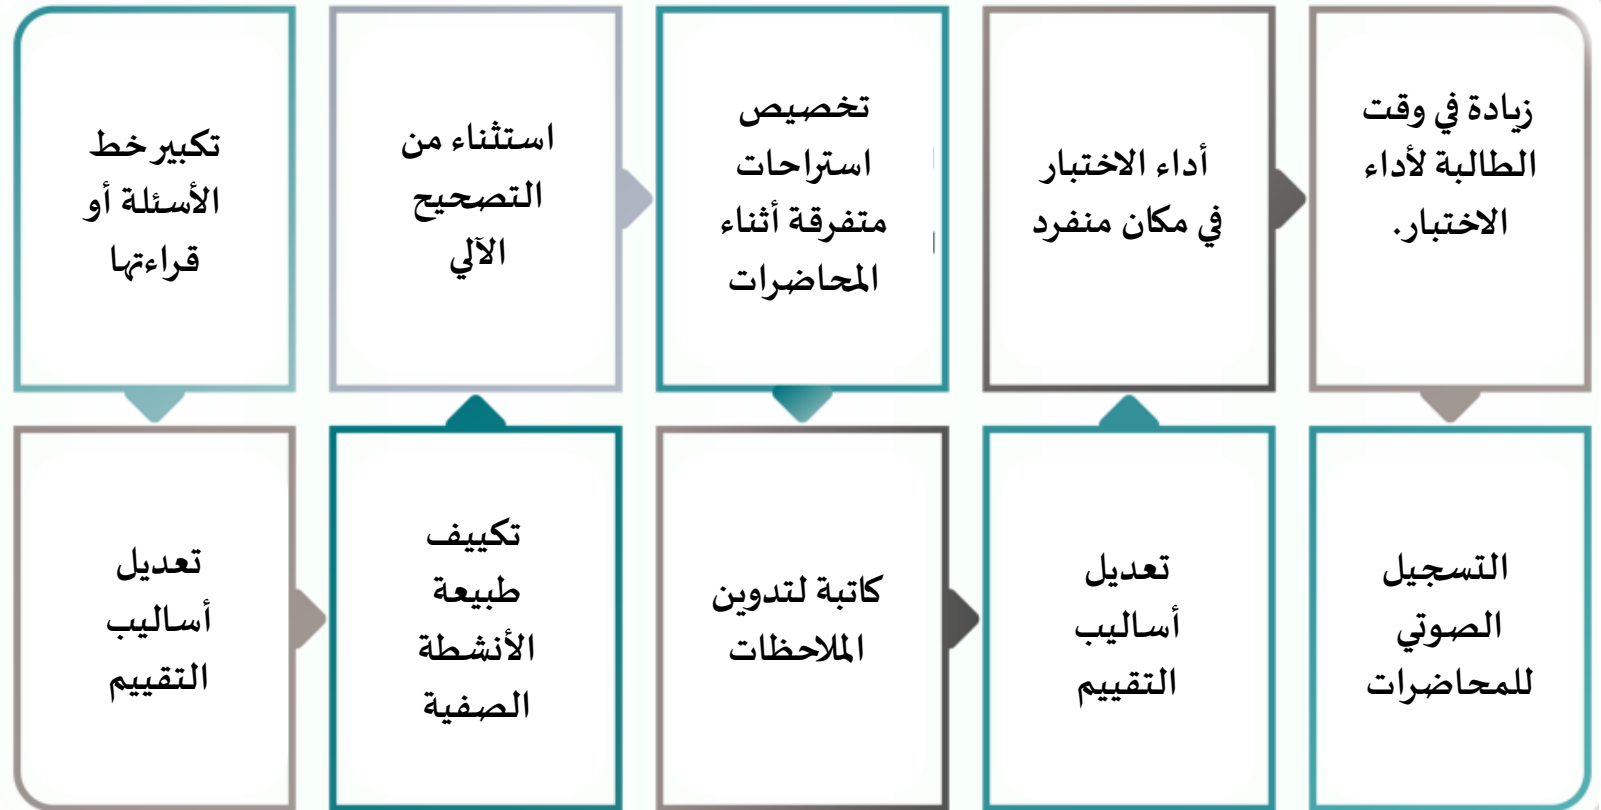 زيادة في وقت
الطالبة لأداء
الاختبار.
أداء الاختبار
في مكان منفرد
تخصيص
استراحات
متفرقة أثناء
المحاضرات
استثناء من
التصحيح
الآلي
تكبير خط
الأسئلة أو
قراءتها
التسجيل
الصوتي
للمحاضرات
تعديل
أساليب
التقييم
كاتبة لتدوين
الملاحظات
تكييف
طبيعة
الأنشطة
الصفية
تعديل
أساليب
التقييم